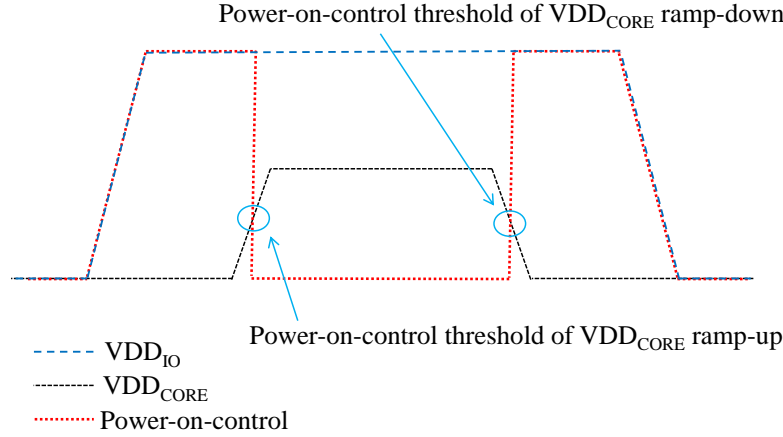 Power-on-control threshold of VDDCORE ramp-down
Power-on-control threshold of VDDCORE ramp-up
VDDIO
VDDCORE
Power-on-control